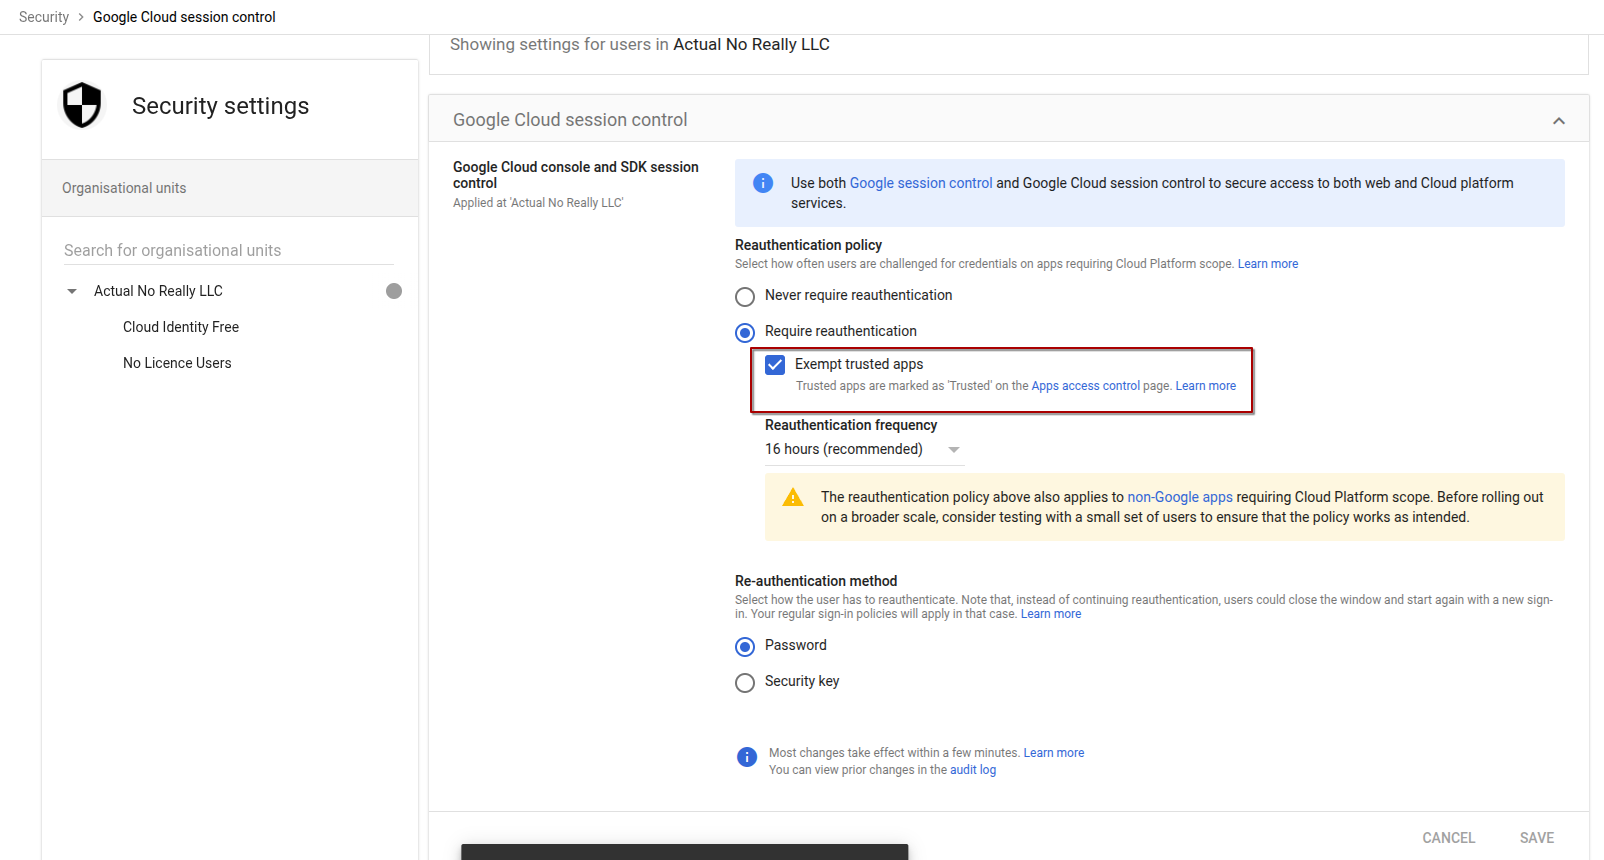 Security > Google Cloud session control
Showing settings for users in Actual No Really LLC
Security settings
Organisational units
Search for organisational units
Actual No Really LLC
Cloud Identity Free
No Licence Users
Google Cloud session control
Google Cloud console and SDK session
control
Applied at 'Actual No Really LLC'
Use both Google session control and Google Cloud session control to secure access to both web and Cloud platform
services.
Reauthentication policy
Select how often users are challenged for credentials on apps requiring Cloud Platform scope. Learn more
Never require reauthentication
Require reauthentication
Exempt trusted apps
Trusted apps are marked as 'Trusted' on the Apps access control page. Learn more
Reauthentication frequency
16 hours (recommended)
The reauthentication policy above also applies to non-Google apps requiring Cloud Platform scope. Before rolling out
on a broader scale, consider testing with a small set of users to ensure that the policy works as intended.
Re-authentication method
Select how the user has to reauthenticate. Note that, instead of continuing reauthentication, users could close the window and start again with a new sign-
in. Your regular sign-in policies will apply in that case. Learn more
Password
Security key
Most changes take effect within a few minutes. Learn more
You can view prior changes in the audit log
CANCEL SAVE